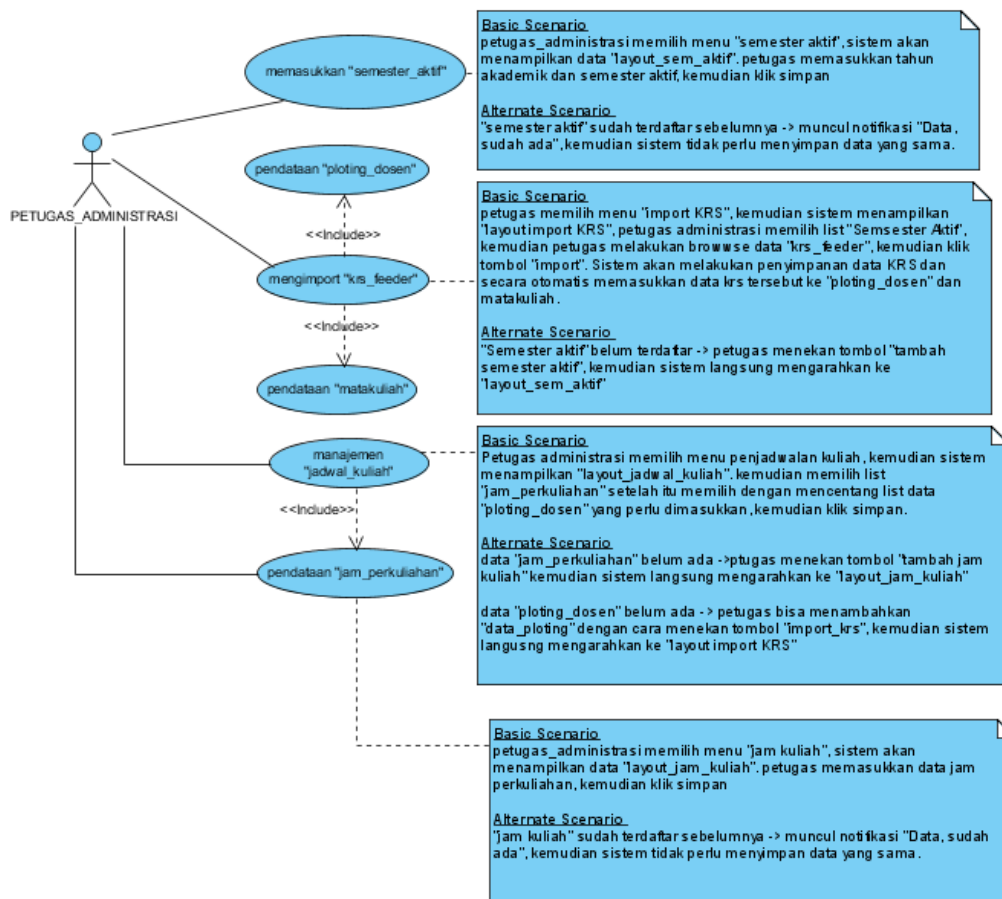 memasukkan "semester_aktif"
PETUGAS_ADMINISTRASI
pendataan "ploting_dosen"
<<Include>>
mengimport "krs_feeder"
<<Include>>
pendataan "matakuliah"
manajemen
"jadwal_kuliah"
<<Include>>
pendataan "jam_perkuliahan"
Basic Scenario
petugas_administrasi memilih menu "semester aktif", sistem akan
menampilkan data "layout_sem_aktif". petugas memasukkan tahun
akademik dan semester aktif, kemudian klik simpan
Alternate Scenario
"semester aktif" sudah terdaftar sebelumnya -> muncul notifikasi "Data,
sudah ada", kemudian sistem tidak perlu menyimpan data yang sama.
Basic Scenario
petugas memilih menu "import KRS", kemudian sistem menampilkan
"layout import KRS", petugas administrasi memilih list "Semsester Aktif",
kemudian petugas melakukan browwse data "krs_feeder", kemudian klik
tombol "import". Sistem akan melakukan penyimpanan data KRS dan
secara otomatis memasukkan data krs tersebut ke "ploting_dosen" dan
matakuliah.
Alternate Scenario
"Semester aktif" belum terdaftar -> petugas menekan tombol "tambah
semester aktif", kemudian sistem langsung mengarahkan ke
"layout_sem_aktif"
Basic Scenario
Petugas administrasi memilih menu penjadwalan kuliah, kemudian sistem
menampilkan "layout_jadwal_kuliah". kemudian memilih list
"jam_perkuliahan" setelah itu memilih dengan mencentang list data
"ploting_dosen" yang perlu dimasukkan, kemudian klik simpan.
Alternate Scenario
data "jam_perkuliahan" belum ada ->ptugas menekan tombol "tambah jam
kuliah" kemudian sistem langsung mengarahkan ke "layout_jam_kuliah"
data "ploting_dosen" belum ada -> petugas bisa menambahkan
"data_ploting" dengan cara menekan tombol "import_krs", kemudian sistem
langusng mengarahkan ke "layout import KRS"
Basic Scenario
petugas_administrasi memilih menu "jam kuliah", sistem akan
menampilkan data "layout_jam_kuliah". petugas memasukkan data jam
perkuliahan, kemudian klik simpan
Alternate Scenario
"jam kuliah" sudah terdaftar sebelumnya -> muncul notifikasi "Data, sudah
ada", kemudian sistem tidak perlu menyimpan data yang sama.